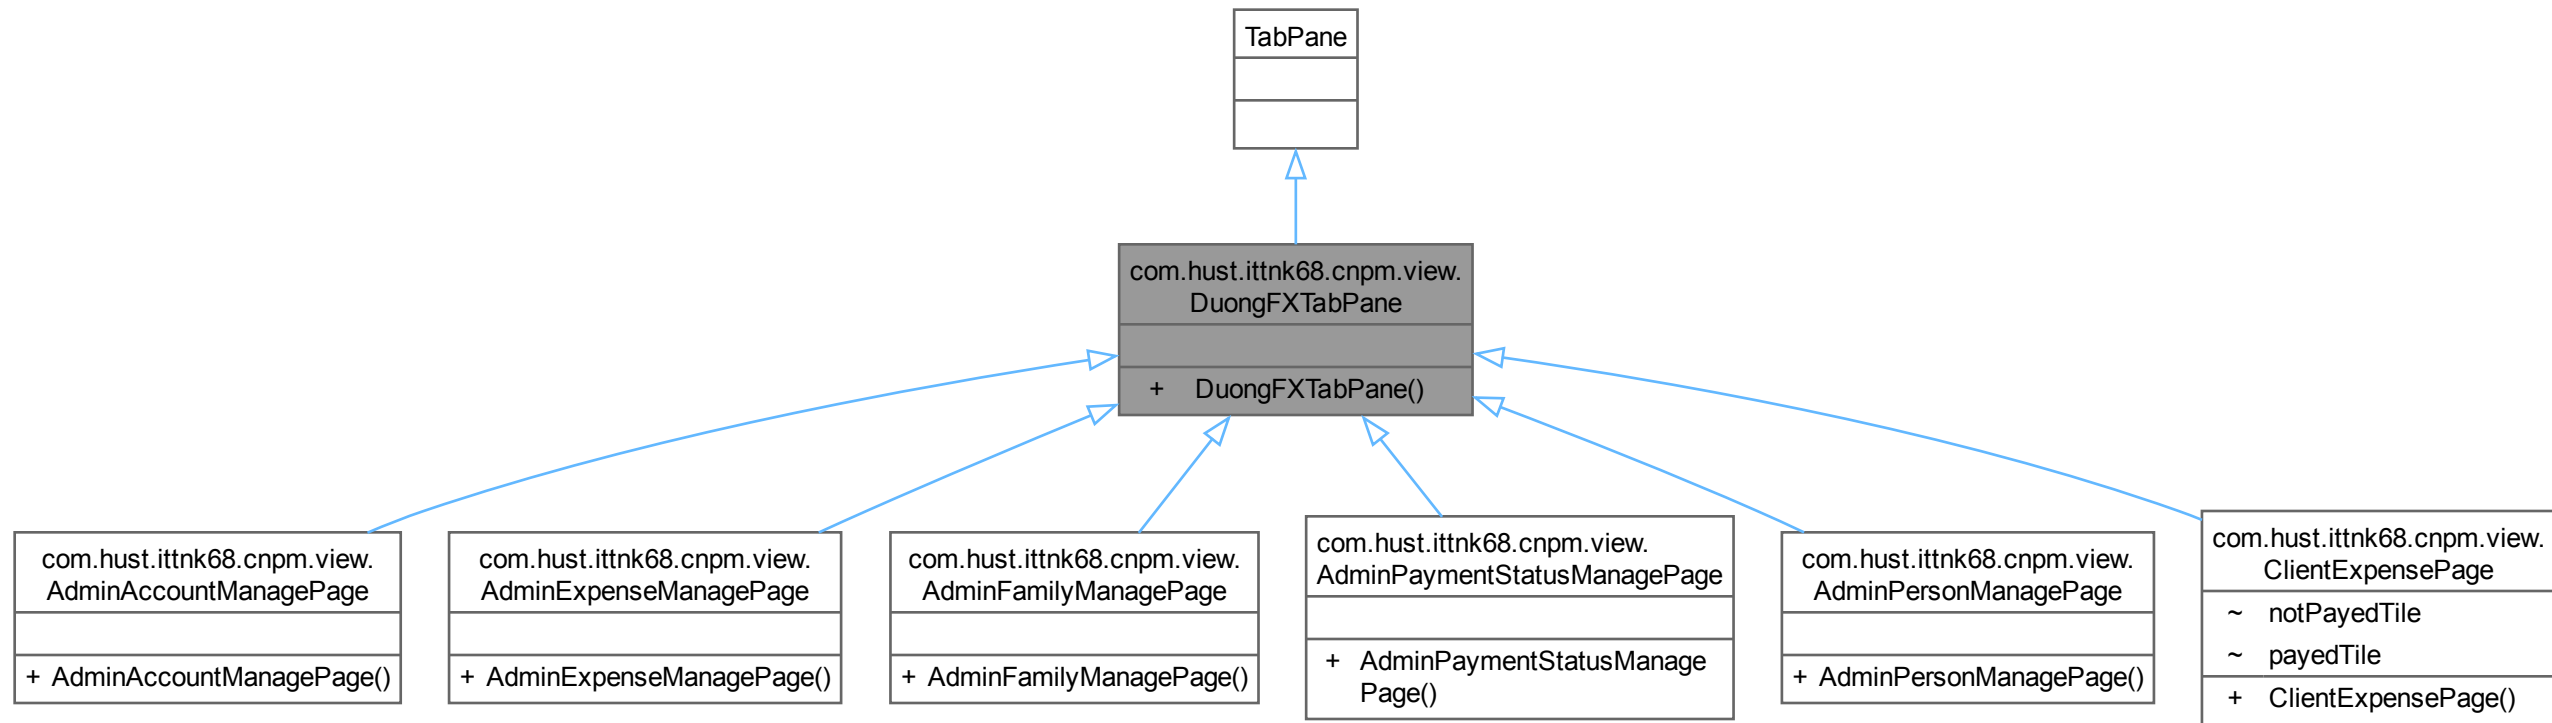 TabPane
com.hust.ittnk68.cnpm.view.
DuongFXTabPane
+ DuongFXTabPane()
com.hust.ittnk68.cnpm.view.
AdminAccountManagePage
+ AdminAccountManagePage()
com.hust.ittnk68.cnpm.view.
AdminExpenseManagePage
+ AdminExpenseManagePage()
com.hust.ittnk68.cnpm.view.
AdminFamilyManagePage
+ AdminFamilyManagePage()
com.hust.ittnk68.cnpm.view.
AdminPaymentStatusManagePage
+ AdminPaymentStatusManage
Page()
com.hust.ittnk68.cnpm.view.
AdminPersonManagePage
+ AdminPersonManagePage()
com.hust.ittnk68.cnpm.view.
ClientExpensePage
~ notPayedTile
~ payedTile
+ ClientExpensePage()